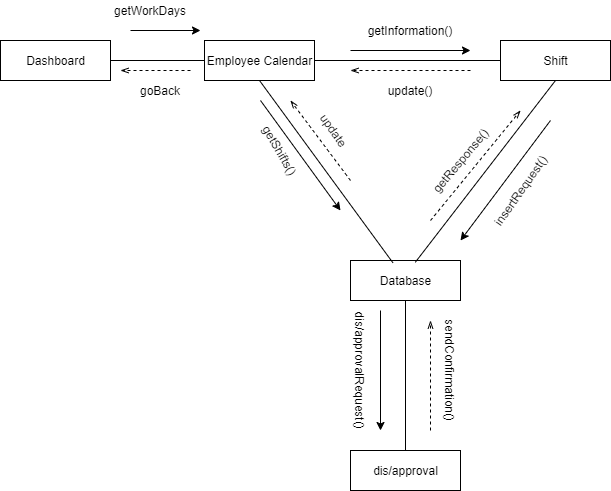 getWorkDays
getInformation()
Dashboard
Employee Calendar
Shift
goBack
update()
update
getShifts()
getResponse()
insertRequest()
Database
dis/approvalRequest()
sendConfirmation()
dis/approval